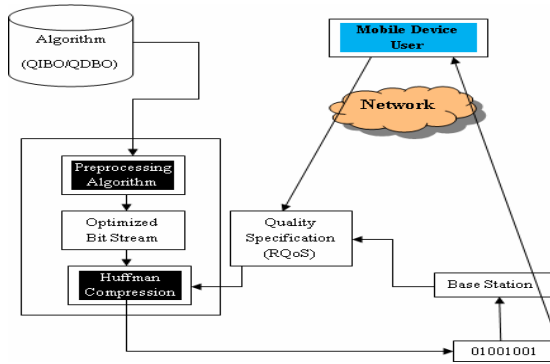 Algorithm
(QIBO/QDBO)
Mobile Device
User
Network
Preprocessing
Algorithm
Optimized
Bit Stream
Quality
Specification
(RQoS)
Huffman
Compression
Base Station
01001001